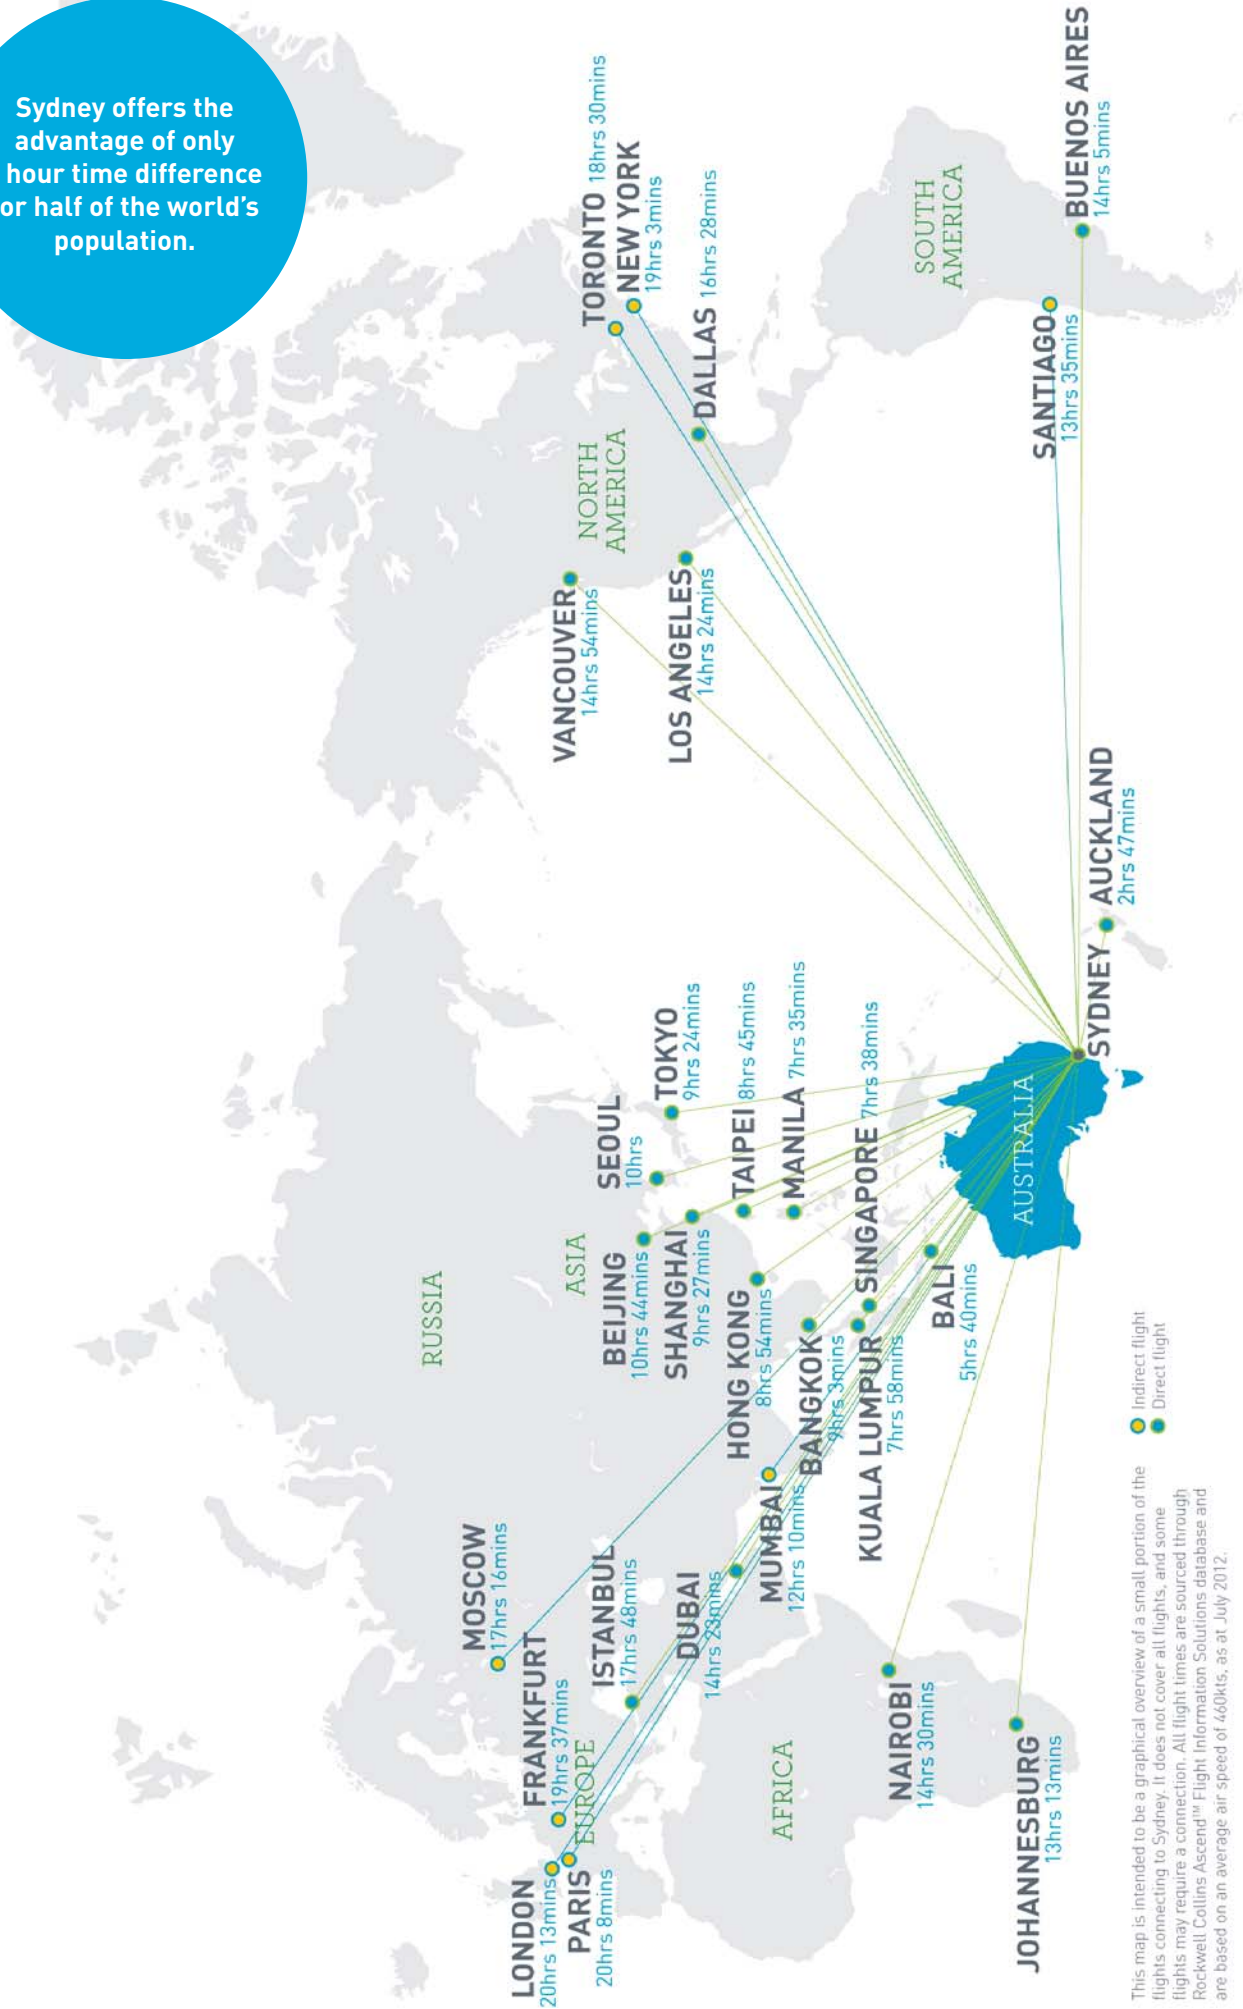 Sydney offers the
advantage of only
hour time difference
or half of the world's
population.
LONDON
20hrs 13mins
PARIS
20hrs 8mins
FRANKFURT
19hrs 37mins
EUROPE
MOSCOW
17hrs 16mins
ISTANBUL
17hrs 48mins
DUBAI
14hrs 23mins
MUMBAI
12hrs 10mins
AFRICA
NAIROBI
14hrs 30mins
JOHANNESBURG
13hrs 13mins
RUSSIA
ASIA
BEIJING
10hrs 44mins
SHANGHAI
9hrs 27mins
HONG KONG
8hrs 54mins
BANGKOK
9hrs 3mins
KUALA LUMPUR
7hrs 58mins
SINGAPORE 7hrs 38mins
BALI
5hrs 40mins
SEOUL
10hrs
TOKYO
9hrs 24mins
TAIPEI 8hrs 45mins
MANILA 7hrs 35mins
AUSTRALIA
SYDNEY
AUCKLAND
2hrs 47mins
VANCOUVER
14hrs 54mins
LOS ANGELES
14hrs 24mins
NORTH
AMERICA
DALLAS 16hrs 28mins
TORONTO 18hrs 30mins
NEW YORK
19hrs 3mins
SOUTH
AMERICA
SANTIAGO
13hrs 35mins
BUENOS AIRES
14hrs 5mins
This map is intended to be a graphical overview of a small portion of the
flights connecting to Sydney. It does not cover all flights, and some
flights may require a connection. All flight times are sourced through
Rockwell Collins Ascend™ Flight Information Solutions database and
are based on an average air speed of 460kts, as at July 2012.
Indirect flight
Direct flight